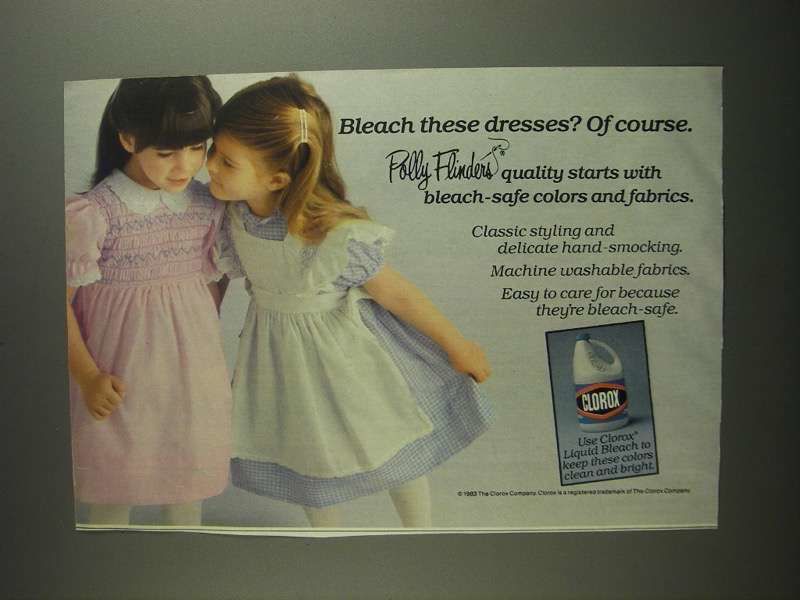 Bleach these dresses? Of course.
Polly Flinders quality starts with
bleach-safe colors and fabrics.
Classic styling and
delicate hand-smocking.
Machine washable fabrics.
Easy to care for because
they're bleach-safe.
CLOROX
Use Clorox®
Liquid Bleach to
keep these colors
clean and bright.
© 1983 The Clorox Company. Clorox is a registered trademark of The Clorox Company.